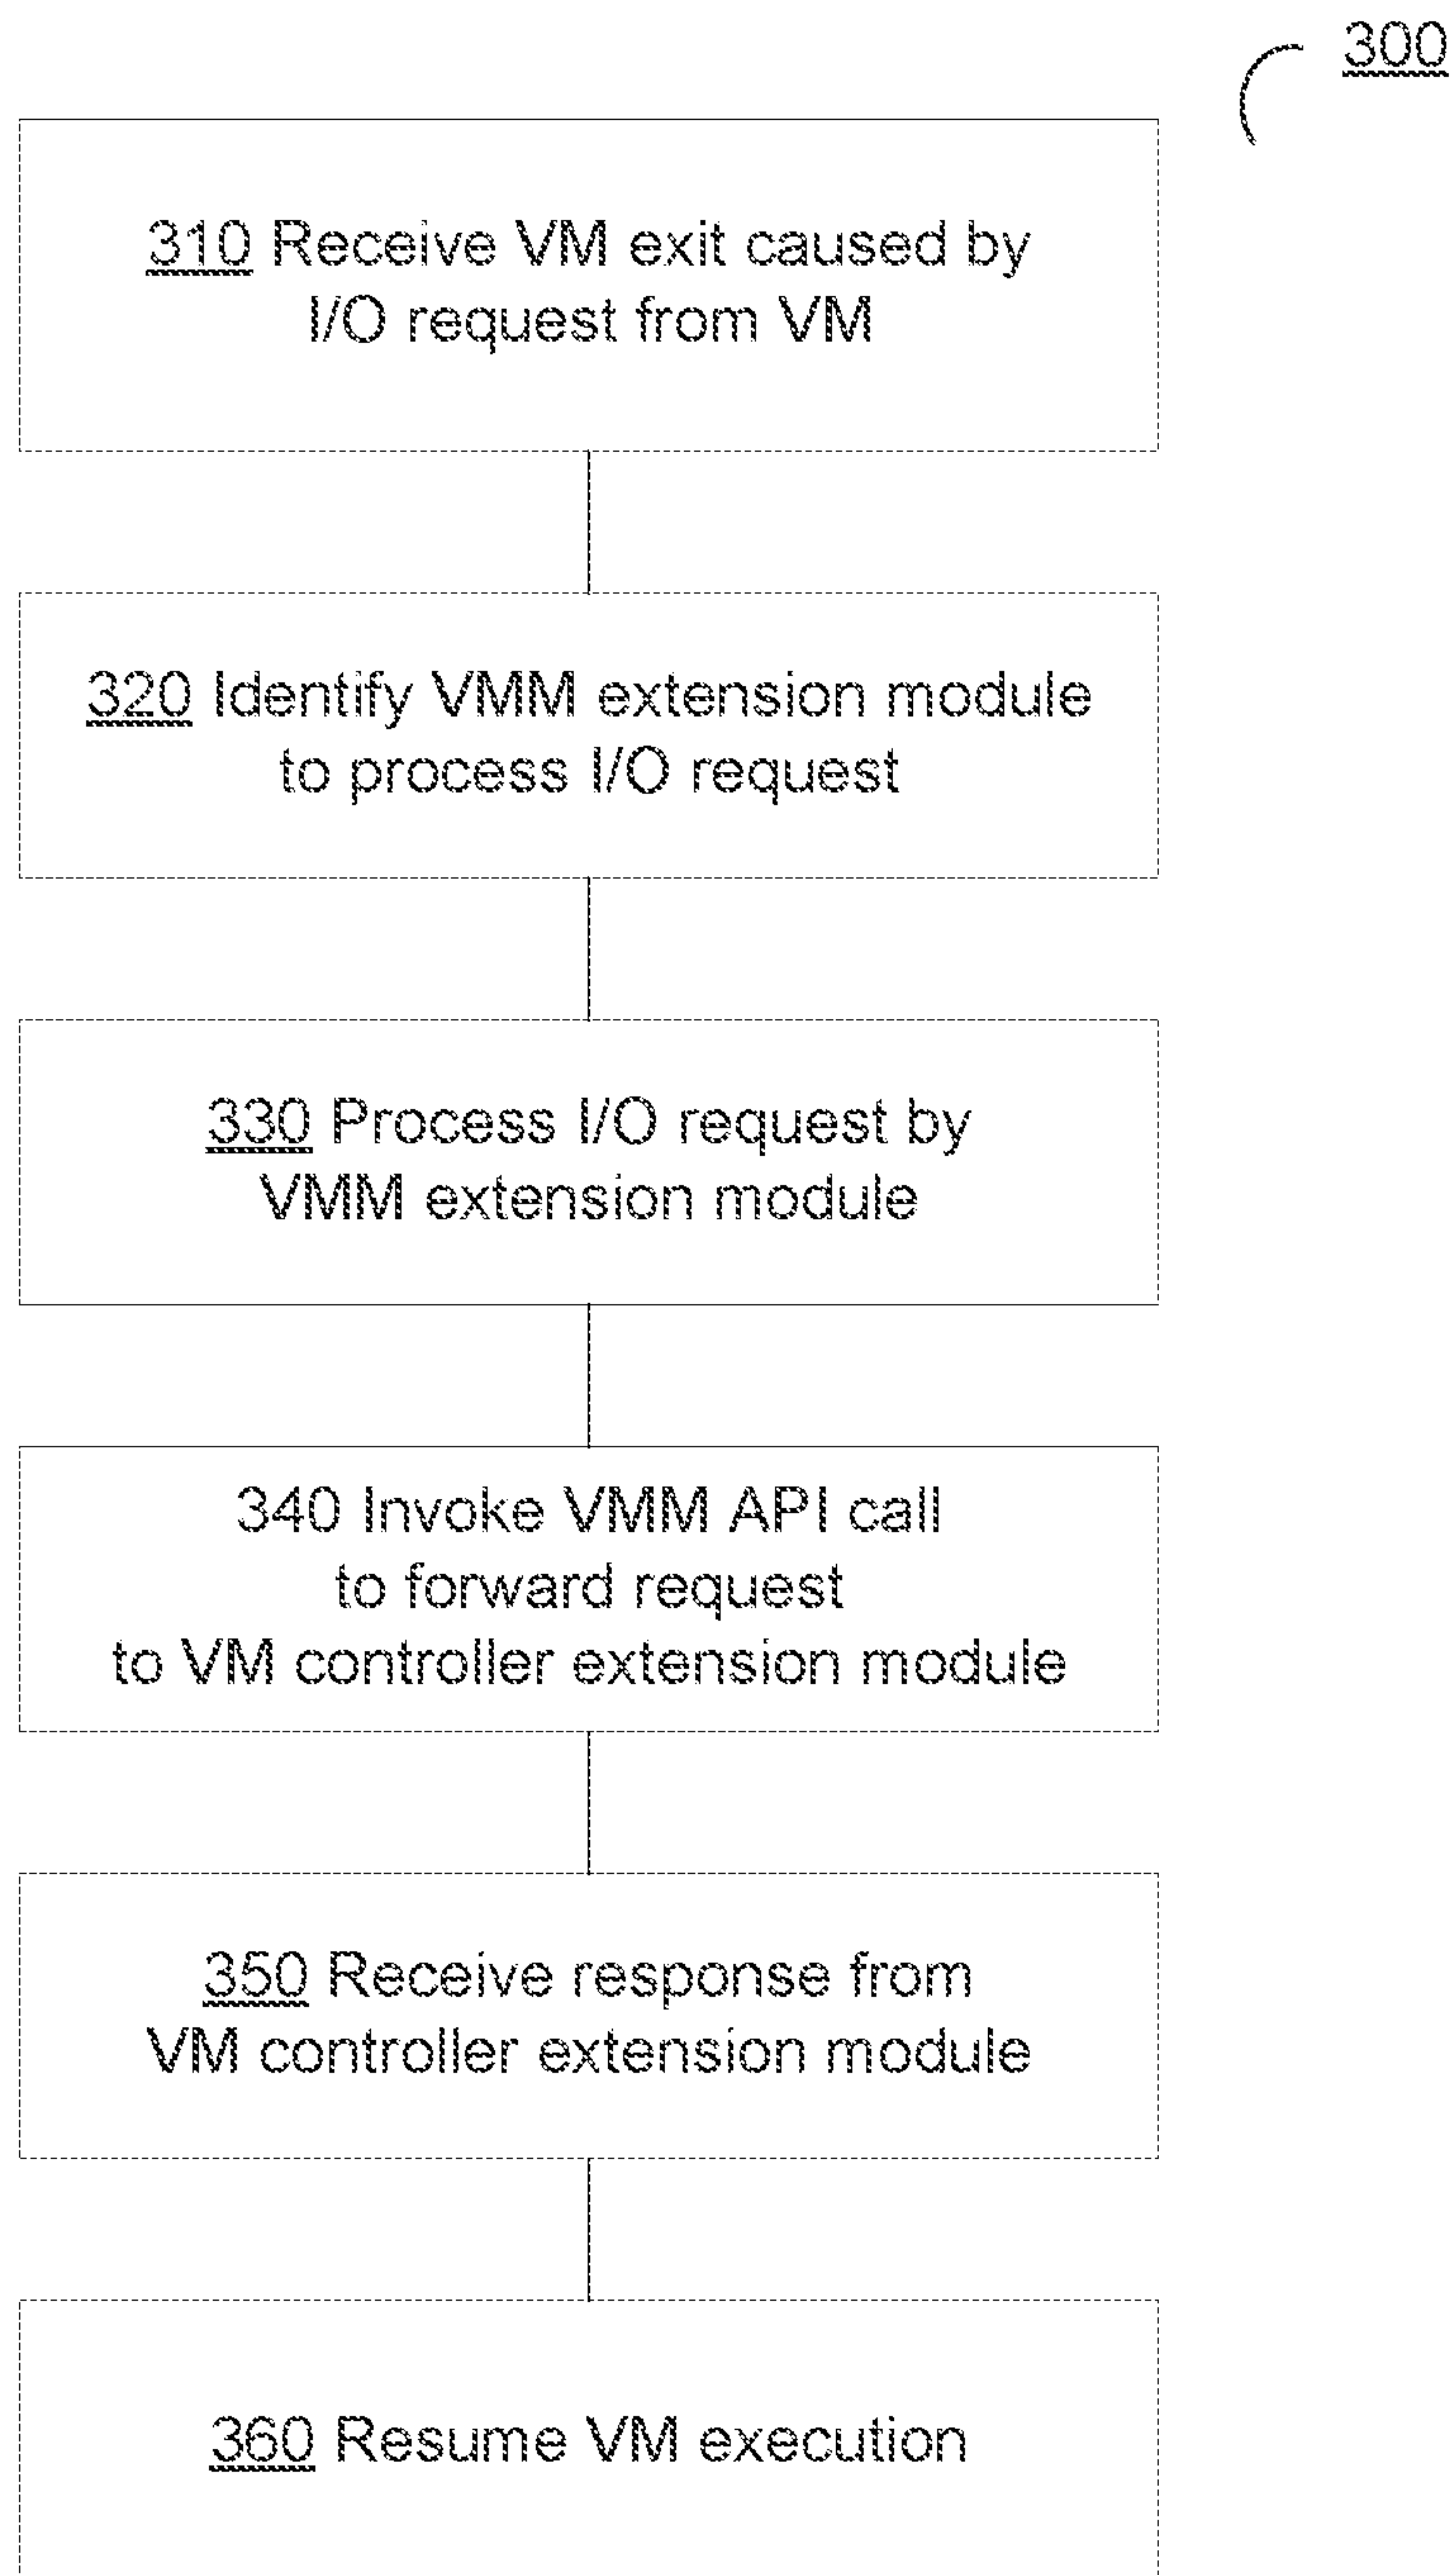 300
310 Receive VM exit caused by
I/O request from VM
320 Identify VMM extension module
to process I/O request
330 Process I/O request by
VMM extension module
340 Invoke VMM API call
to forward request
to VM controller extension module
350 Receive response from
VM controller extension module
360 Resume VM execution